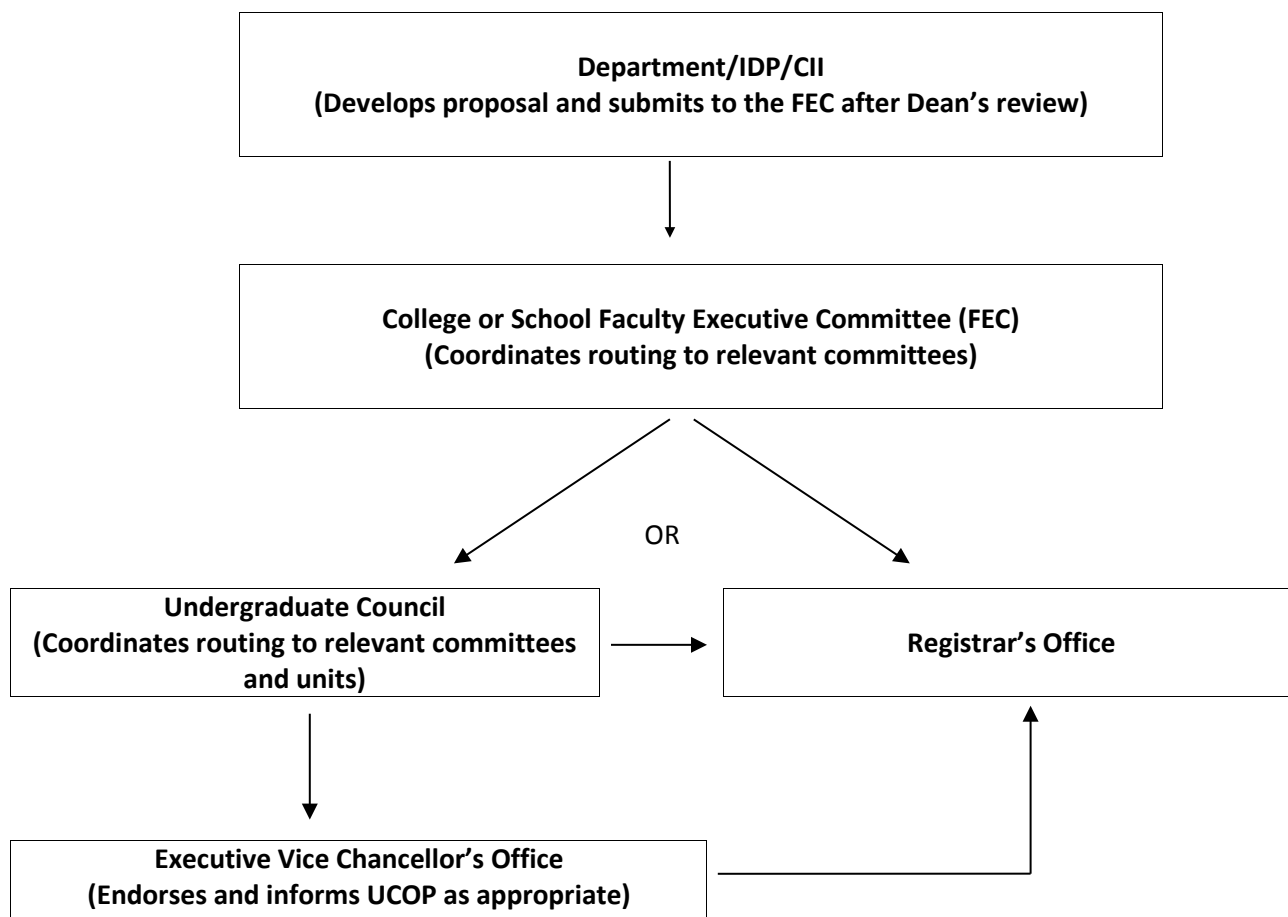 Department/IDP/CII
(Develops proposal and submits to the FEC after Dean’s review)
College or School Faculty Executive Committee (FEC)
(Coordinates routing to relevant committees)
OR
Undergraduate Council
(Coordinates routing to relevant committees
and units)
Registrar’s Office
Executive Vice Chancellor’s Office
(Endorses and informs UCOP as appropriate)